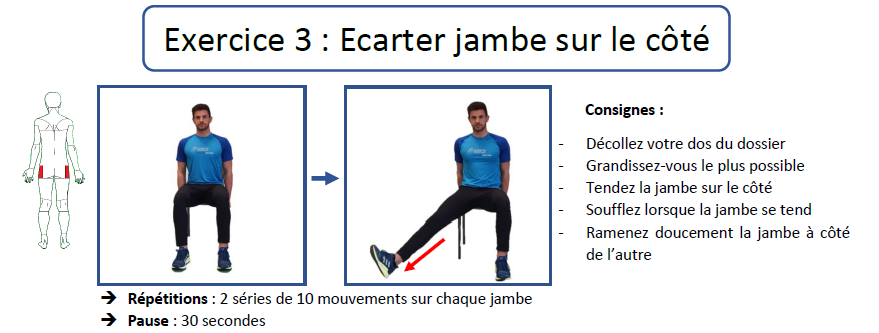 Exercice 3 : Ecarter jambe sur le côté
Consignes :
- Décollez votre dos du dossier
- Grandissez-vous le plus possible
- Tendez la jambe sur le côté
- Soufflez lorsque la jambe se tend
- Ramenez doucement la jambe à côté
de l’autre
➔ Répétitions : 2 séries de 10 mouvements sur chaque jambe
➔ Pause : 30 secondes